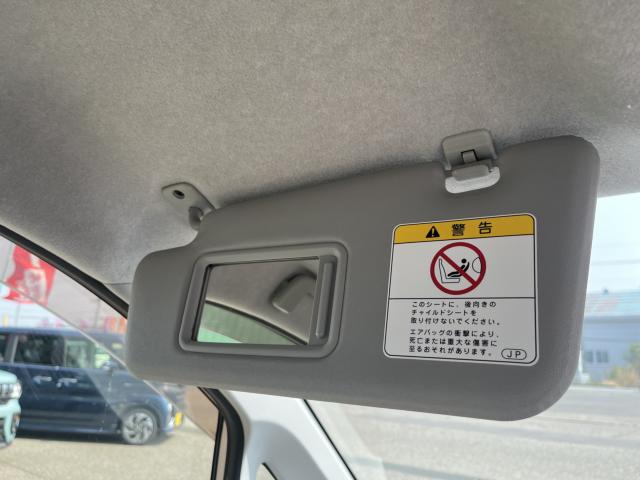 警告
このシートに、後向きの
チャイルドシートを
取り付けないでください。
エアバッグの衝撃により、
死亡または重大な傷害に
至るおそれがあります。
JP